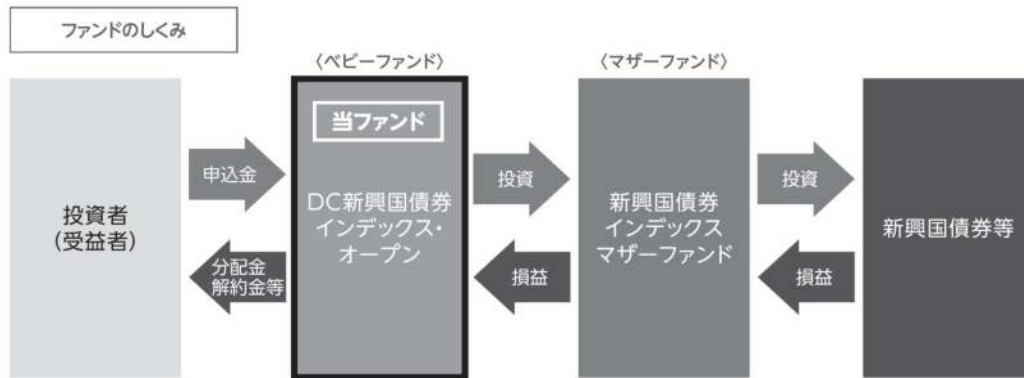 ファンドのしくみ
〈ベビーファンド〉
〈マザーファンド〉
投資者
(受益者)
申込金
分配金
解約金等
当ファンド
DC新興国債券
インデックス・
オープン
投資
損益
新興国債券
インデックス
マザーファンド
投資
損益
新興国債券等